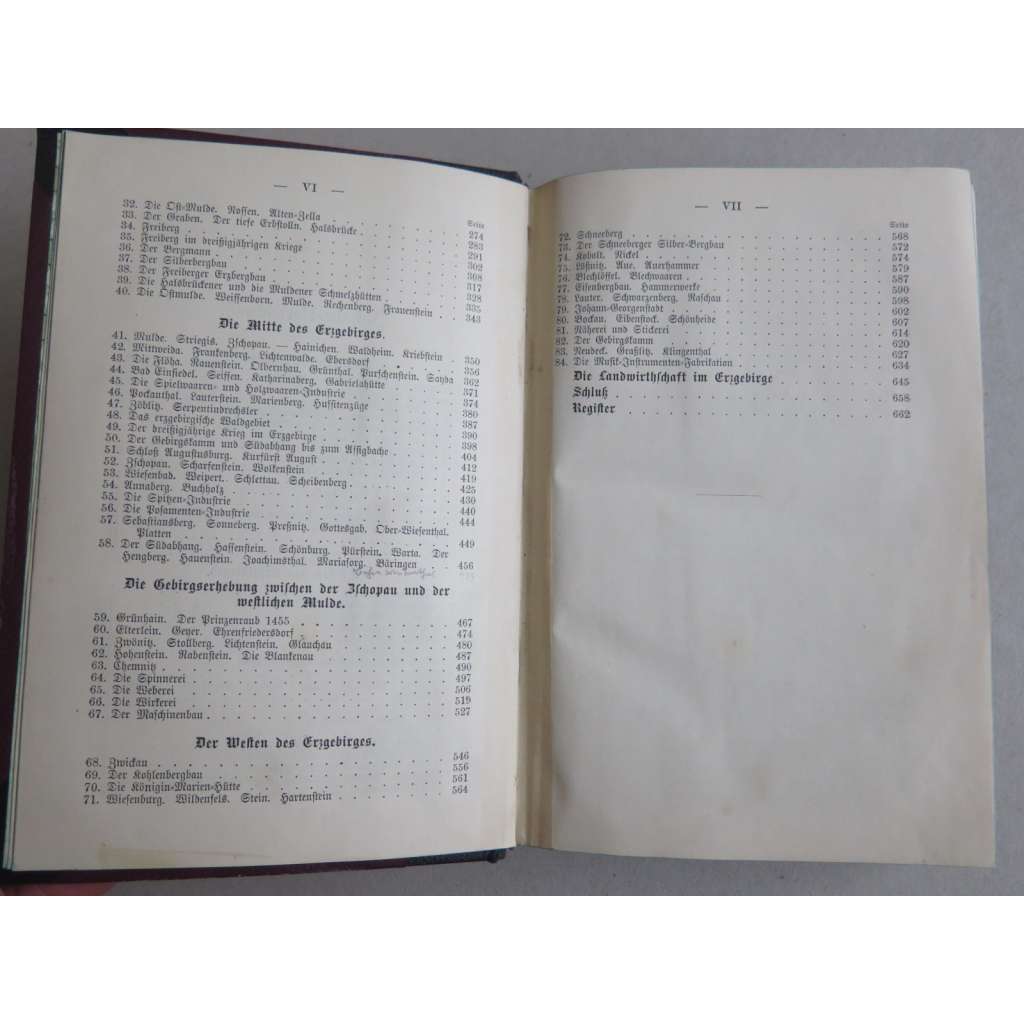 — VI —
Seite
32. Die Ost-Mulde. Nossen. Alten-Zella . . . 274
33. Der Graben. Der tiefe Erbstolln. Halsbrücke . . . 283
34. Freiberg . . . 291
35. Freiberg im dreißigjährigen Kriege . . . 302
36. Der Bergmann . . . 308
37. Der Silberbergbau . . . 317
38. Der Freiberger Erzbergbau . . . 328
39. Die Halsbrückener und die Muldener Schmelzhütten . . . 335
40. Die Ostmulde. Weissenborn. Mulde. Rechenberg. Frauenstein . . . 343
Die Mitte des Erzgebirges.
41. Mulde. Striegis. Zschopau. — Hainichen. Waldheim. Kriebstein . 350
42. Mittweida. Frankenberg. Lichtenwalde. Ebersdorf . . . 356
43. Die Flöha. Rauenstein. Olbernhau. Grünthal. Purschenstein. Sayda 362
44. Bad Einsiedel. Seiffen. Katharinaberg. Gabrielahütte . . . 371
45. Die Spielwaaren- und Holzwaaren-Industrie . . . 374
46. Pockauthal. Lauterstein. Marienberg. Hussitenzüge . . . 380
47. Zöblitz. Serpentindrechsler . . . 387
48. Das erzgebirgische Waldgebiet . . . 390
49. Der dreißigjährige Krieg im Erzgebirge . . . 398
50. Der Gebirgskamm und Südabhang bis zum Assigbache . . . 404
51. Schloß Augustusburg. Kurfürst August . . . 412
52. Zschopau. Scharfenstein. Wolkenstein . . . 419
53. Wiesenbad. Weipert. Schlettau. Scheibenberg . . . 425
54. Annaberg. Buchholz . . . 430
55. Die Spitzen-Industrie . . . 440
56. Die Posamenten-Industrie . . . 444
57. Sebastiansberg. Sonneberg. Preßnitz. Gottesgab. Ober-Wiesenthal.
Platten . . . 449
58. Der Südabhang. Hassenstein. Schönburg. Pürstein. Warta. Der
Hengberg. Hauenstein. Joachimsthal. Mariasorg. Bäringen . . . 456
Die Gebirgserhebung zwischen der Zschopau und der
westlichen Mulde.
59. Grünhain. Der Prinzenraub 1455 . . . 467
60. Elterlein. Geyer. Ehrenfriedersdorf . . . 474
61. Zwönitz. Stollberg. Lichtenstein. Glauchau . . . 480
62. Hohenstein. Rabenstein. Die Blankenau . . . 487
63. Chemnitz . . . 490
64. Die Spinnerei . . . 497
65. Die Weberei . . . 506
66. Die Wirkerei . . . 519
67. Der Maschinenbau . . . 527
Der Westen des Erzgebirges.
68. Zwickau . . . 546
69. Der Kohlenbergbau . . . 556
70. Die Königin-Marien-Hütte . . . 561
71. Wiesenburg. Wildenfels. Stein. Hartenstein . . . 564
— VII —
Seite
72. Schneeberg . . . 568
73. Der Schneeberger Silber-Bergbau . . . 572
74. Kobalt. Nickel . . . 574
75. Lößnitz. Aue. Auerhammer . . . 579
76. Blechlöffel. Blechwaaren . . . 587
77. Eisenbergbau. Hammerwerke . . . 590
78. Lauter. Schwarzenberg. Raschau . . . 598
79. Johann-Georgenstadt . . . 602
80. Bockau. Eibenstock. Schönheide . . . 607
81. Näherei und Stickerei . . . 614
82. Der Gebirgskamm . . . 620
83. Neudeck. Graßlitz. Klingenthal . . . 627
84. Die Musik-Instrumenten-Fabrikation . . . 634
Die Landwirthschaft im Erzgebirge . . . 645
Schluß . . . 658
Register . . . 662